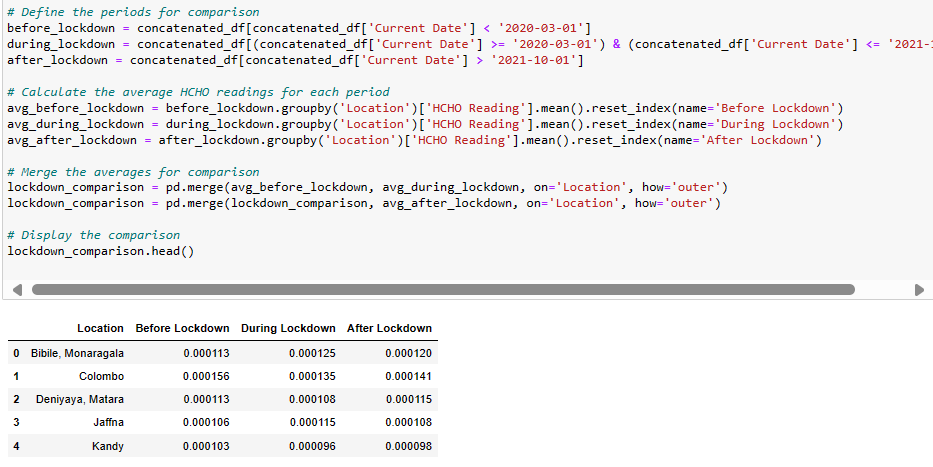 # Define the periods for comparison
before_lockdown = concatenated_df[concatenated_df['Current Date'] < '2020-03-01']
during_lockdown = concatenated_df[(concatenated_df['Current Date'] >= '2020-03-01') & (concatenated_df['Current Date'] <= '2021-
after_lockdown = concatenated_df[concatenated_df['Current Date'] > '2021-10-01']
# Calculate the average HCHO readings for each period
avg_before_lockdown = before_lockdown.groupby('Location')['HCHO Reading'].mean().reset_index(name='Before Lockdown')
avg_during_lockdown = during_lockdown.groupby('Location')['HCHO Reading'].mean().reset_index(name='During Lockdown')
avg_after_lockdown = after_lockdown.groupby('Location')['HCHO Reading'].mean().reset_index(name='After Lockdown')
# Merge the averages for comparison
lockdown_comparison = pd.merge(avg_before_lockdown, avg_during_lockdown, on='Location', how='outer')
lockdown_comparison = pd.merge(lockdown_comparison, avg_after_lockdown, on='Location', how='outer')
# Display the comparison
lockdown_comparison.head()
Location Before Lockdown During Lockdown After Lockdown
0 Bibile, Monaragala 0.000113 0.000125 0.000120
1 Colombo 0.000156 0.000135 0.000141
2 Deniyaya, Matara 0.000113 0.000108 0.000115
3 Jaffna 0.000106 0.000115 0.000108
4 Kandy 0.000103 0.000096 0.000098